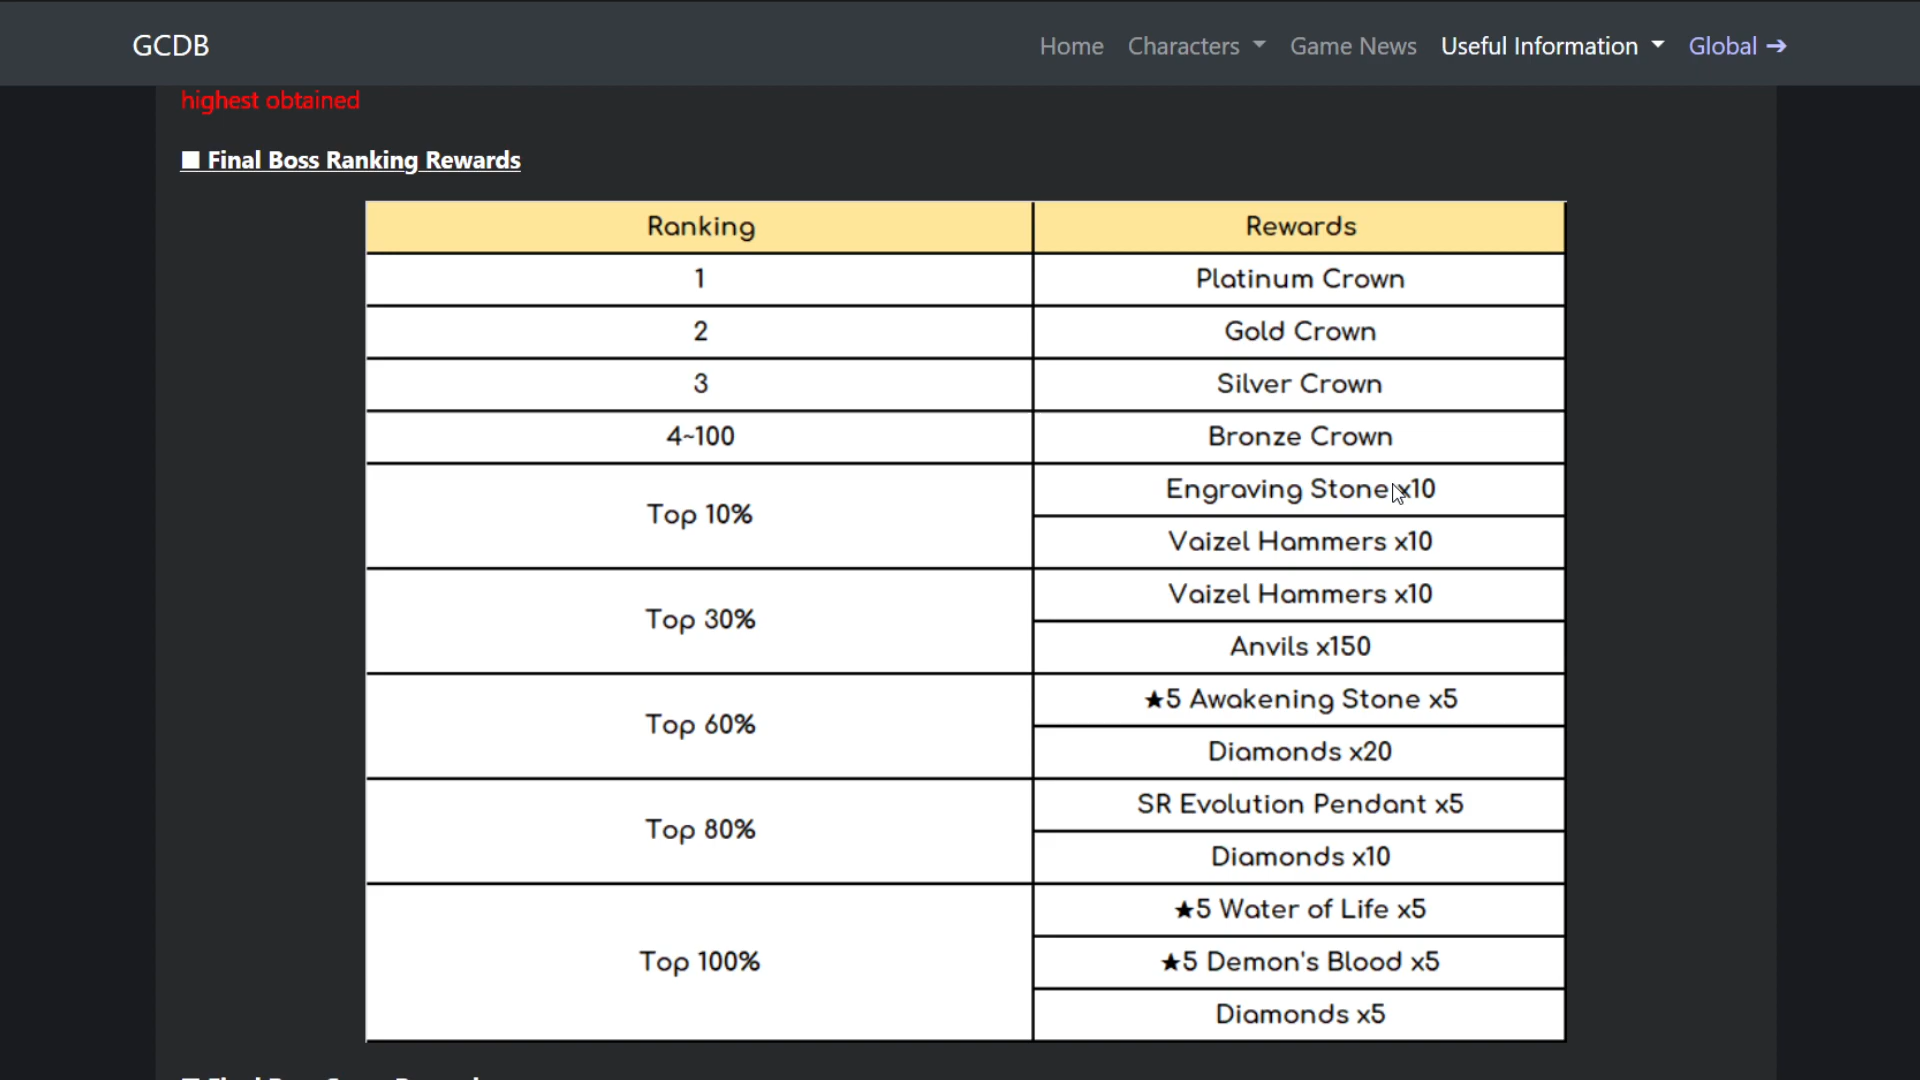 GCDB Home Characters Game News Useful Information Global →
highest obtained
■ Final Boss Ranking Rewards
Ranking Rewards
1 Platinum Crown
2 Gold Crown
3 Silver Crown
4~100 Bronze Crown
Top 10% Engraving Stone x10
Vaizel Hammers x10
Top 30% Vaizel Hammers x10
Anvils x150
Top 60% ★5 Awakening Stone x5
Diamonds x20
Top 80% SR Evolution Pendant x5
Diamonds x10
Top 100% ★5 Water of Life x5
★5 Demon's Blood x5
Diamonds x5